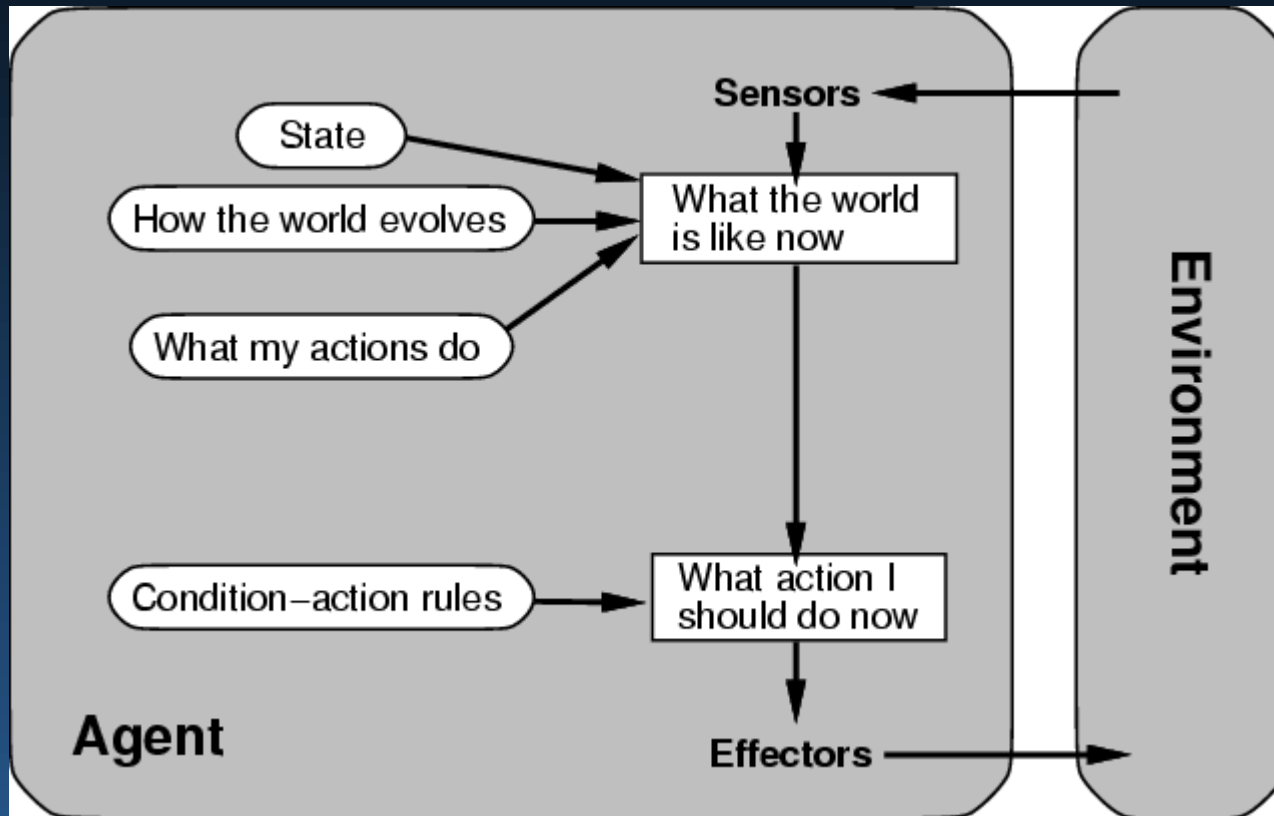 Sensors
State
What the world
is like now
How the world evolves
What my actions do
Environment
Condition−action rules
What action I
should do now
Agent
Effectors